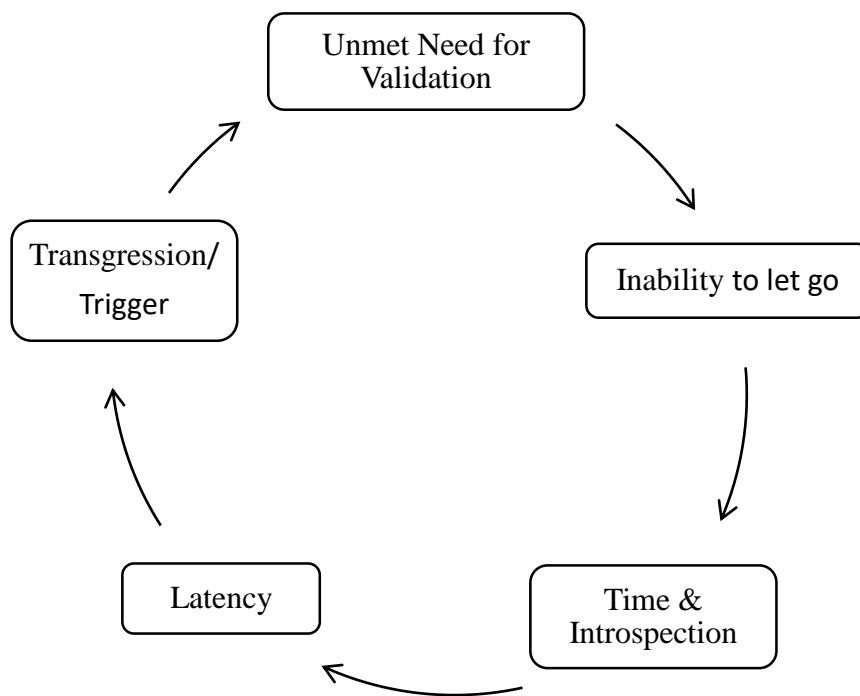 Unmet Need for
Validation
Transgression/
Trigger
Inability to let go
Latency
Time &
Introspection